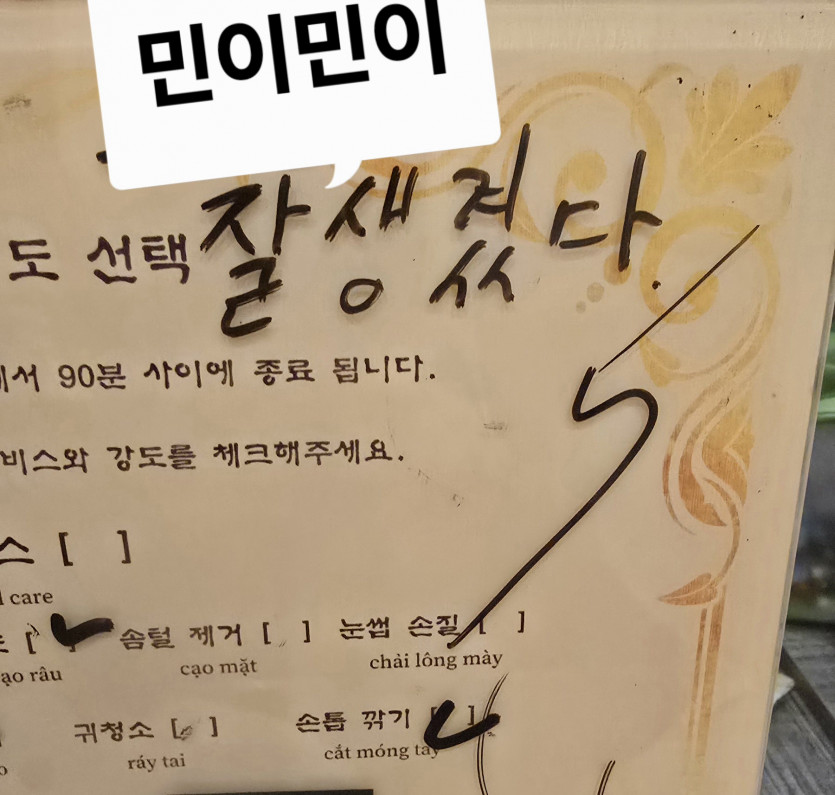 민이민이
잘생겼다.
도 선택
서 90분 사이에 종료 됩니다.
비스와 강도를 체크해주세요.
스 [ ]
care
[ ] 솜털 제거 [ ] 눈썹 손질 [ ]
ạo râu cạo mặt chải lông mày
귀청소 [ ] 손톱 깎기 [ ]
ráy tai cắt móng tay